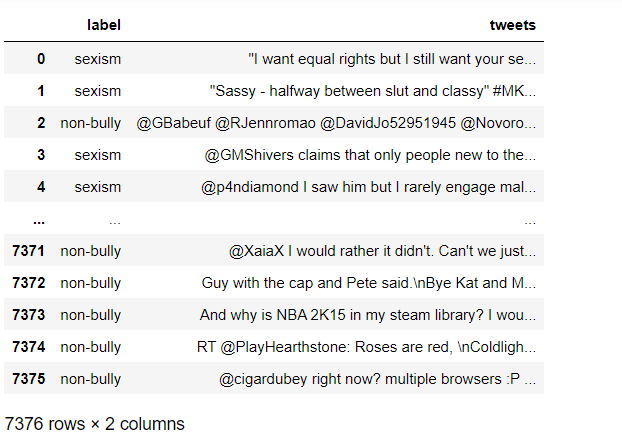 label tweets
0 sexism "I want equal rights but I still want your se...
1 sexism "Sassy - halfway between slut and classy" #MK...
2 non-bully @GBabeuf @RJennromao @DavidJo52951945 @Novoro...
3 sexism @GMShivers claims that only people new to the...
4 sexism @p4ndiamond I saw him but I rarely engage mal...
... ... ...
7371 non-bully @XaiaX I would rather it didn't. Can't we just...
7372 non-bully Guy with the cap and Pete said.\nBye Kat and M...
7373 non-bully And why is NBA 2K15 in my steam library? I wou...
7374 non-bully RT @PlayHearthstone: Roses are red, \nColdligh...
7375 non-bully @cigardubey right now? multiple browsers :P ...
7376 rows × 2 columns